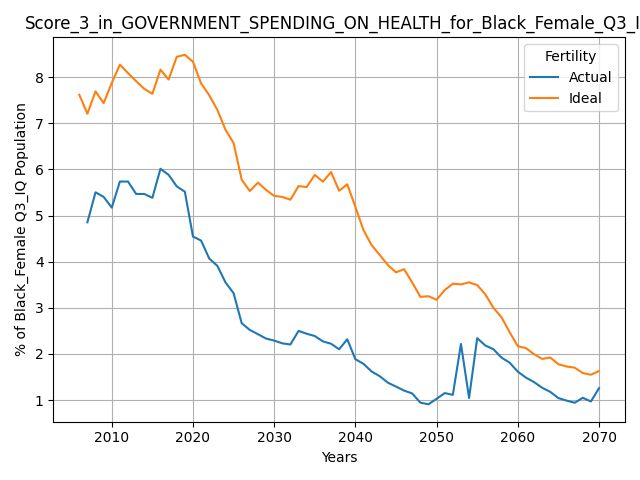 Score_3_in_GOVERNMENT_SPENDING_ON_HEALTH_for_Black_Female_Q3_I
Fertility
Actual
Ideal
% of Black_Female Q3_IQ Population
8
7
6
5
4
3
2
1
2010 2020 2030 2040 2050 2060 2070
Years